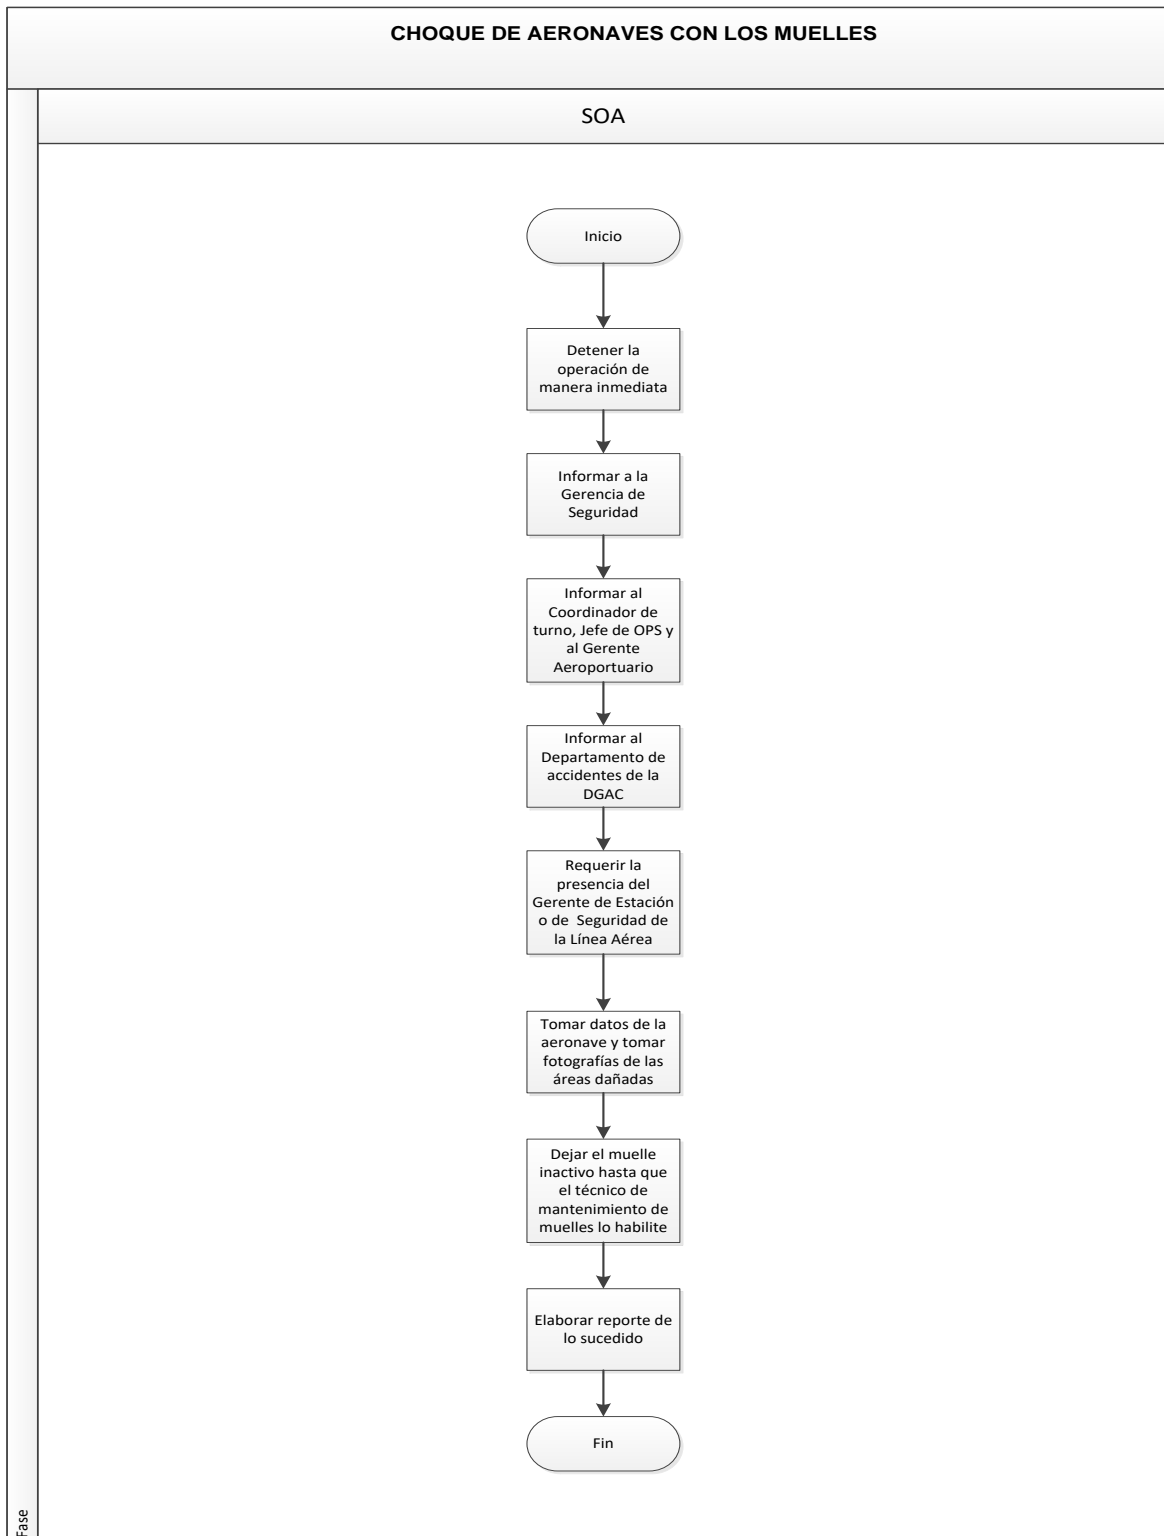 CHOQUE DE AERONAVES CON LOS MUELLES
SOA
Inicio
Detener la
operación de
manera inmediata
Informar a la
Gerencia de
Seguridad
Informar al
Coordinador de
turno, Jefe de OPS y
al Gerente
Aeroportuario
Informar al
Departamento de
accidentes de la
DGAC
Requerir la
presencia del
Gerente de Estación
o de  Seguridad de
la Línea Aérea
Tomar datos de la
aeronave y tomar
fotografías de las
áreas dañadas
Dejar el muelle
inactivo hasta que
el técnico de
mantenimiento de
muelles lo habilite
Elaborar reporte de
lo sucedido
Fin
Fase